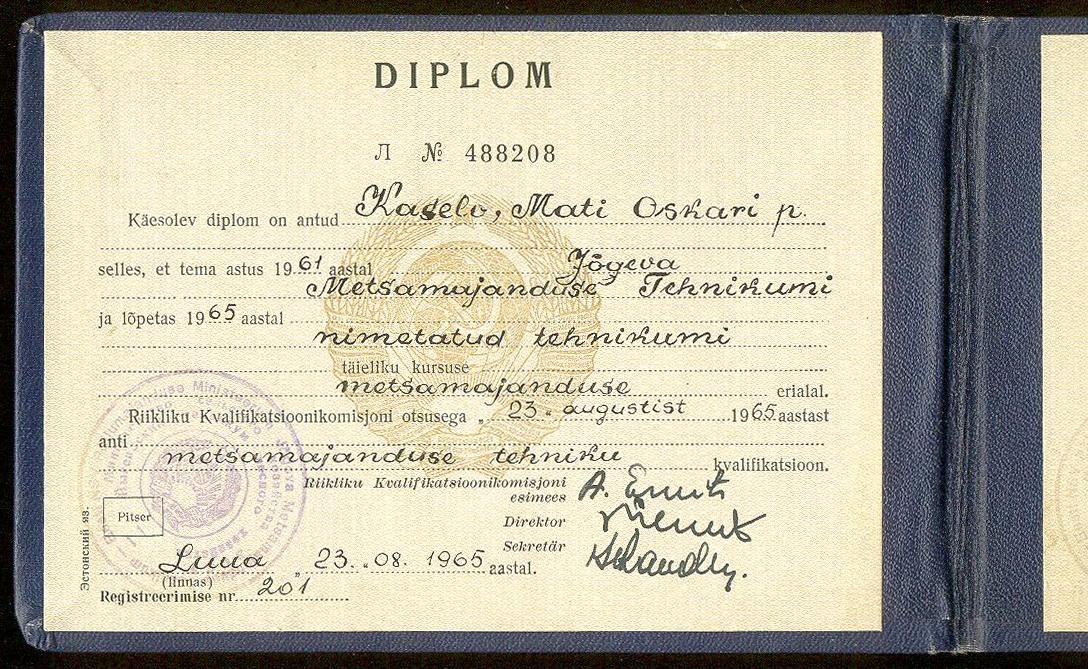 DIPLOM
Л № 488208
Käesolev diplom on antud Kaselo, Mati Oskari p.
selles, et tema astus 1961 aastal Jõgeva
Metsamajanduse Tehnikumi
ja lõpetas 1965 aastal
nimetatud tehnikumi
täieliku kursuse
metsamajanduse erialal.
Riikliku Kvalifikatsioonikomisjoni otsusega „23“ augustist 1965 aastast
anti
metsamajanduse tehniku kvalifikatsioon.
Riikliku Kvalifikatsioonikomisjoni
esimees
Direktor
Sekretär
Pitser
Luua „23.“ 08. 1965 aastal.
(linnas)
Registreerimise nr. 201
Эстонский яз.